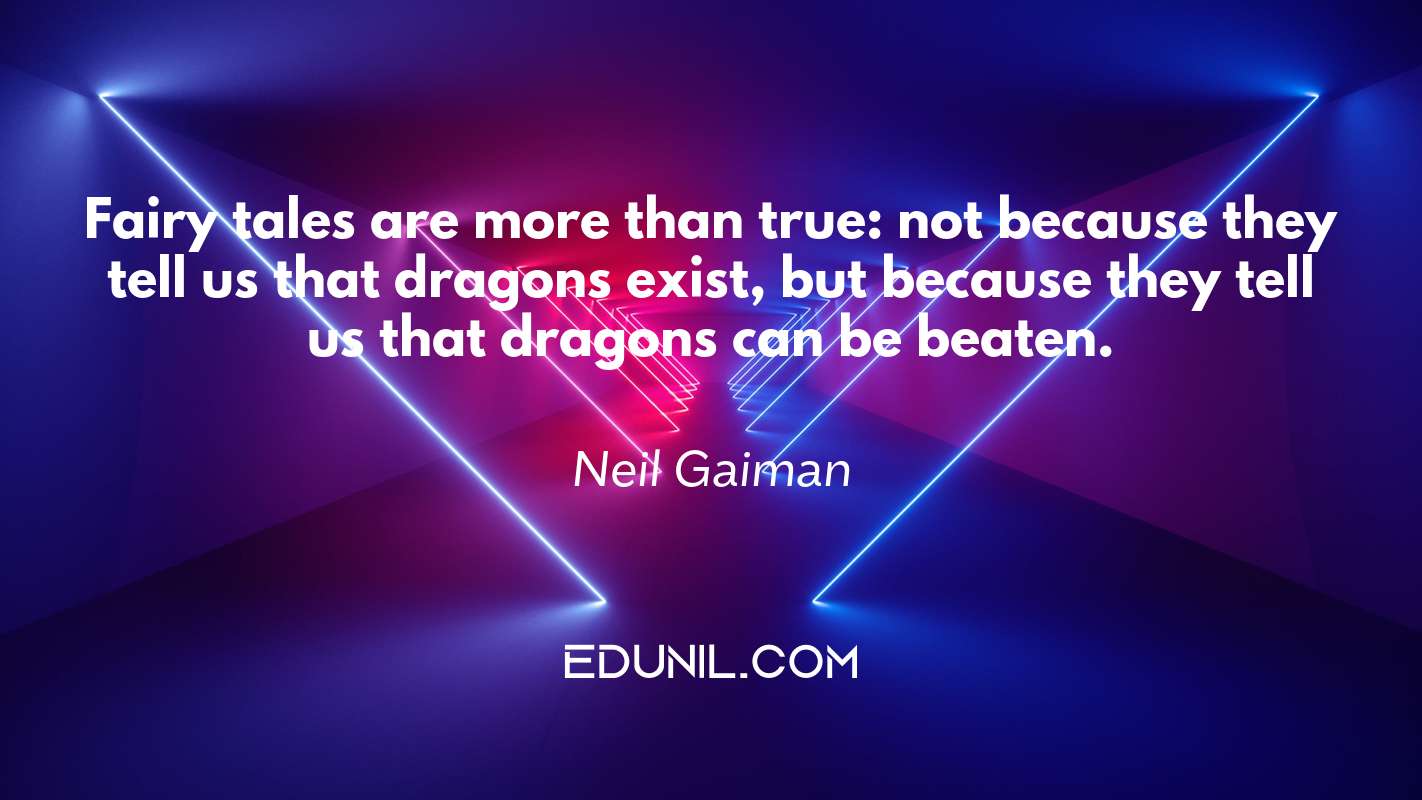 Fairy tales are more than true: not because they
tell us that dragons exist, but because they tell
us that dragons can be beaten.
Neil Gaiman
EDUNIL.COM